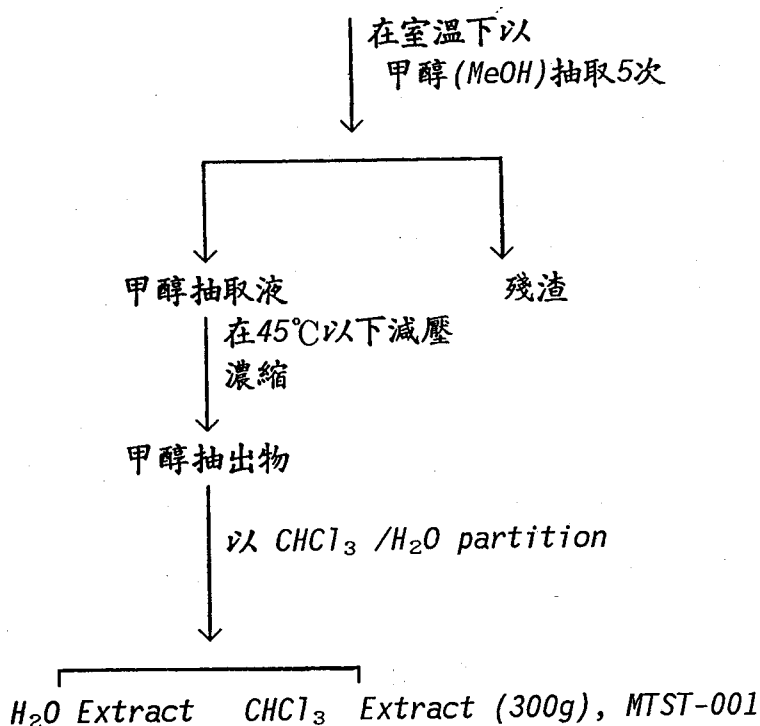 在室溫下以
甲醇(MeOH)抽取5次
甲醇抽取液
殘渣
在45℃以下減壓
濃縮
甲醇抽出物
以 CHCl₃ /H₂O partition
H₂O Extract CHCl₃ Extract (300g), MTST-001